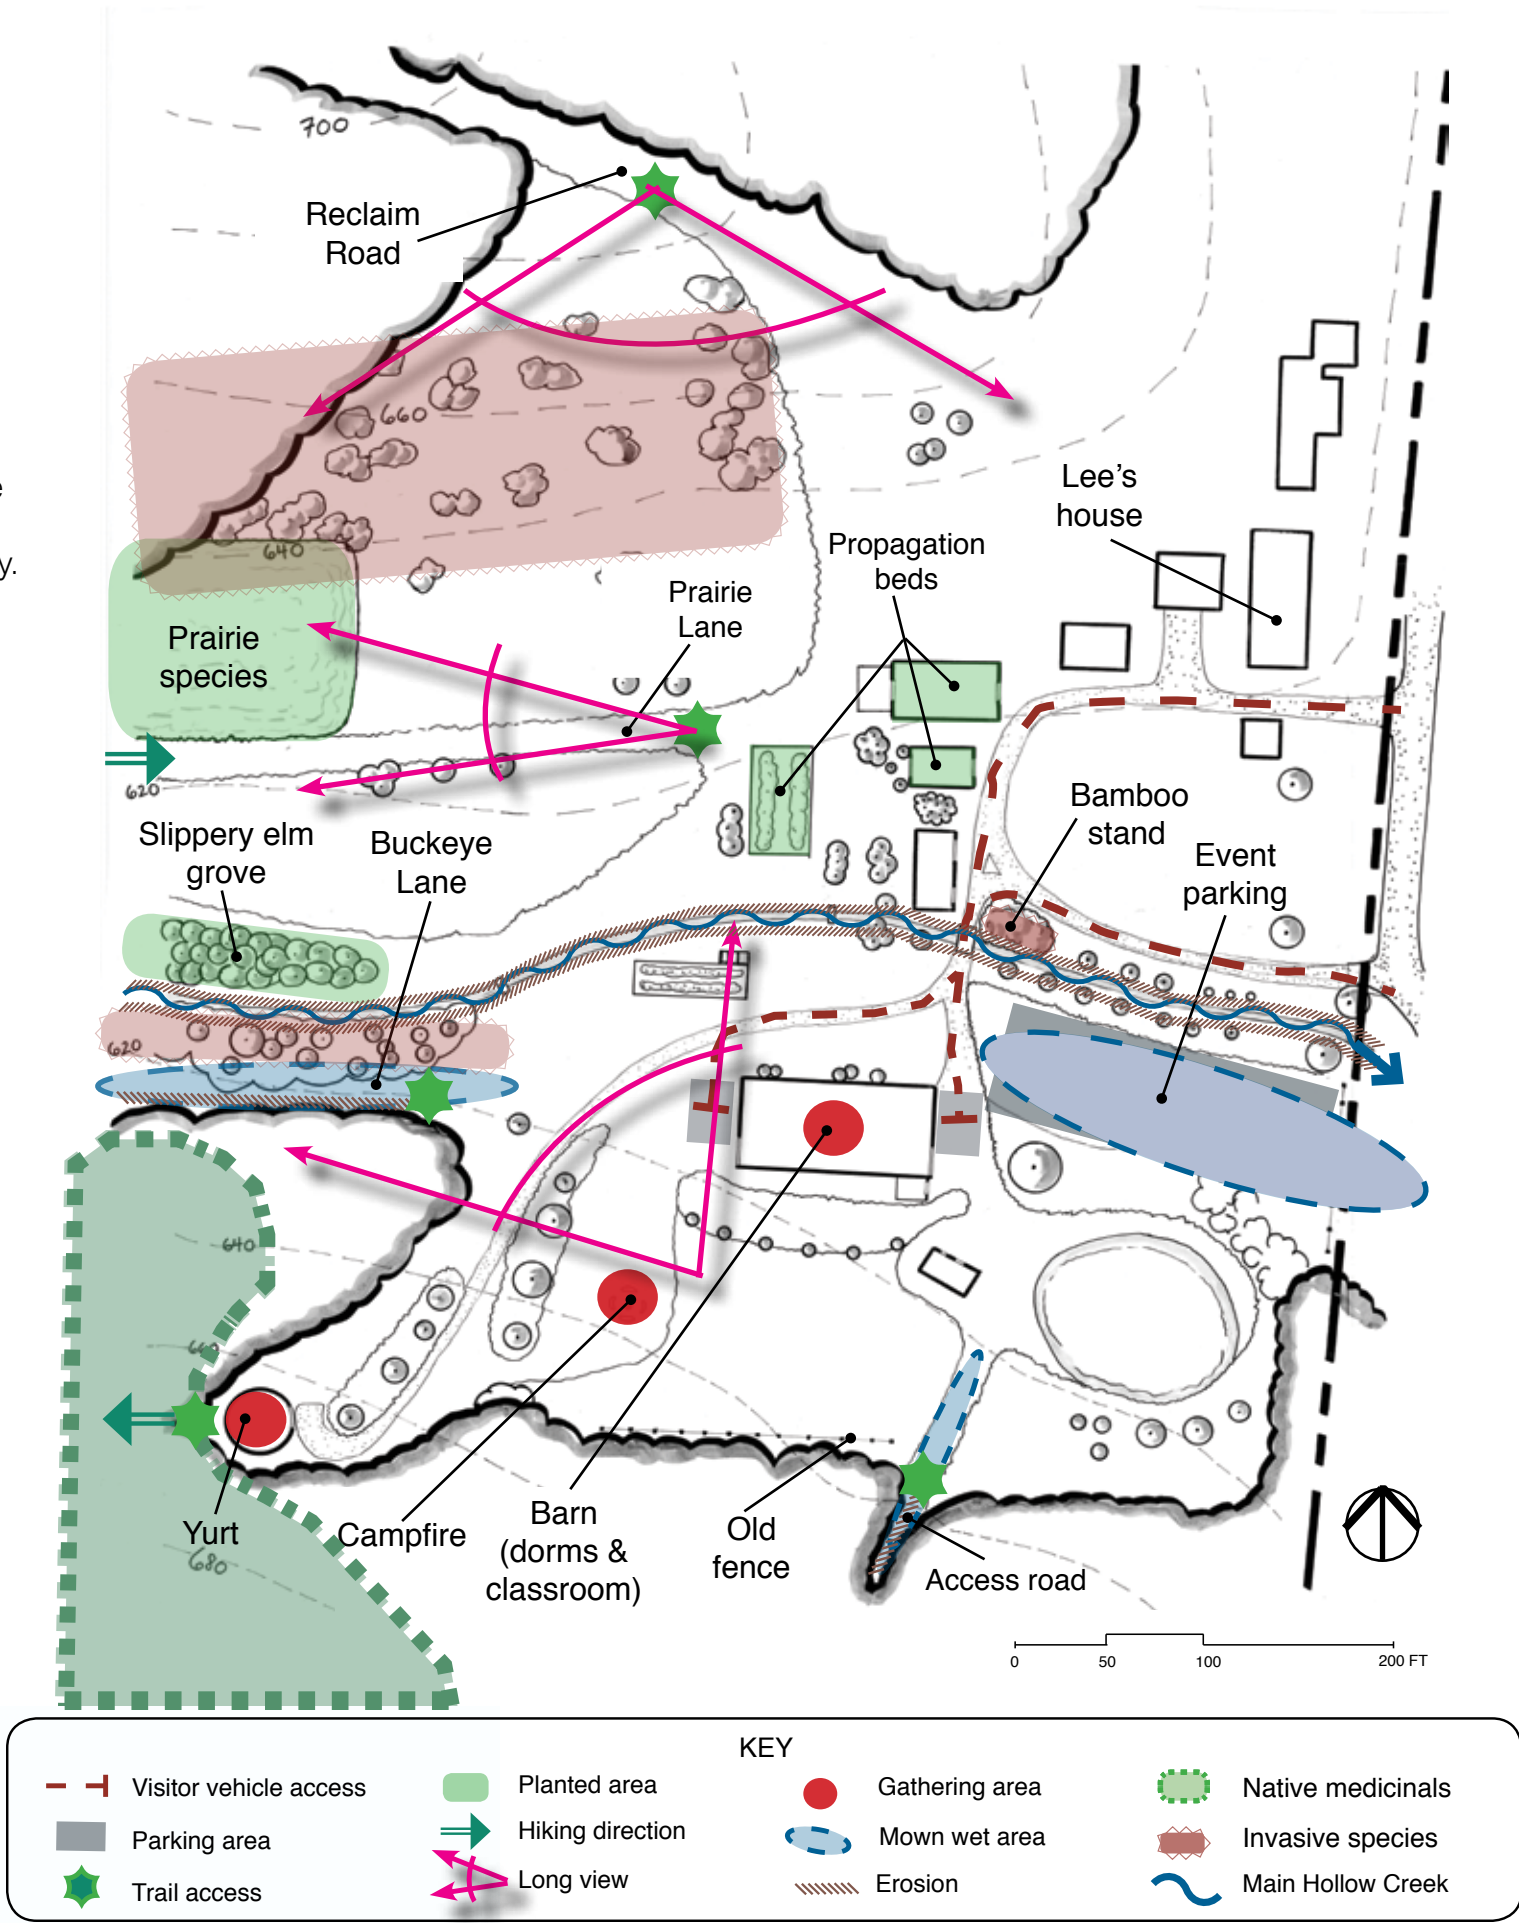 700
Reclaim
Road
660
e
Lee's
house
y.
640
Propagation
beds
Prairie
Lane
Prairie
species
620
Bamboo
stand
Slippery elm
grove
Buckeye
Lane
Event
parking
620
640
660
Yurt
680
Campfire
Barn
(dorms &
classroom)
Old
fence
Access road
0 50 100 200 FT
KEY
Visitor vehicle access
Planted area
Gathering area
Native medicinals
Parking area
Hiking direction
Mown wet area
Invasive species
Trail access
Long view
Erosion
Main Hollow Creek